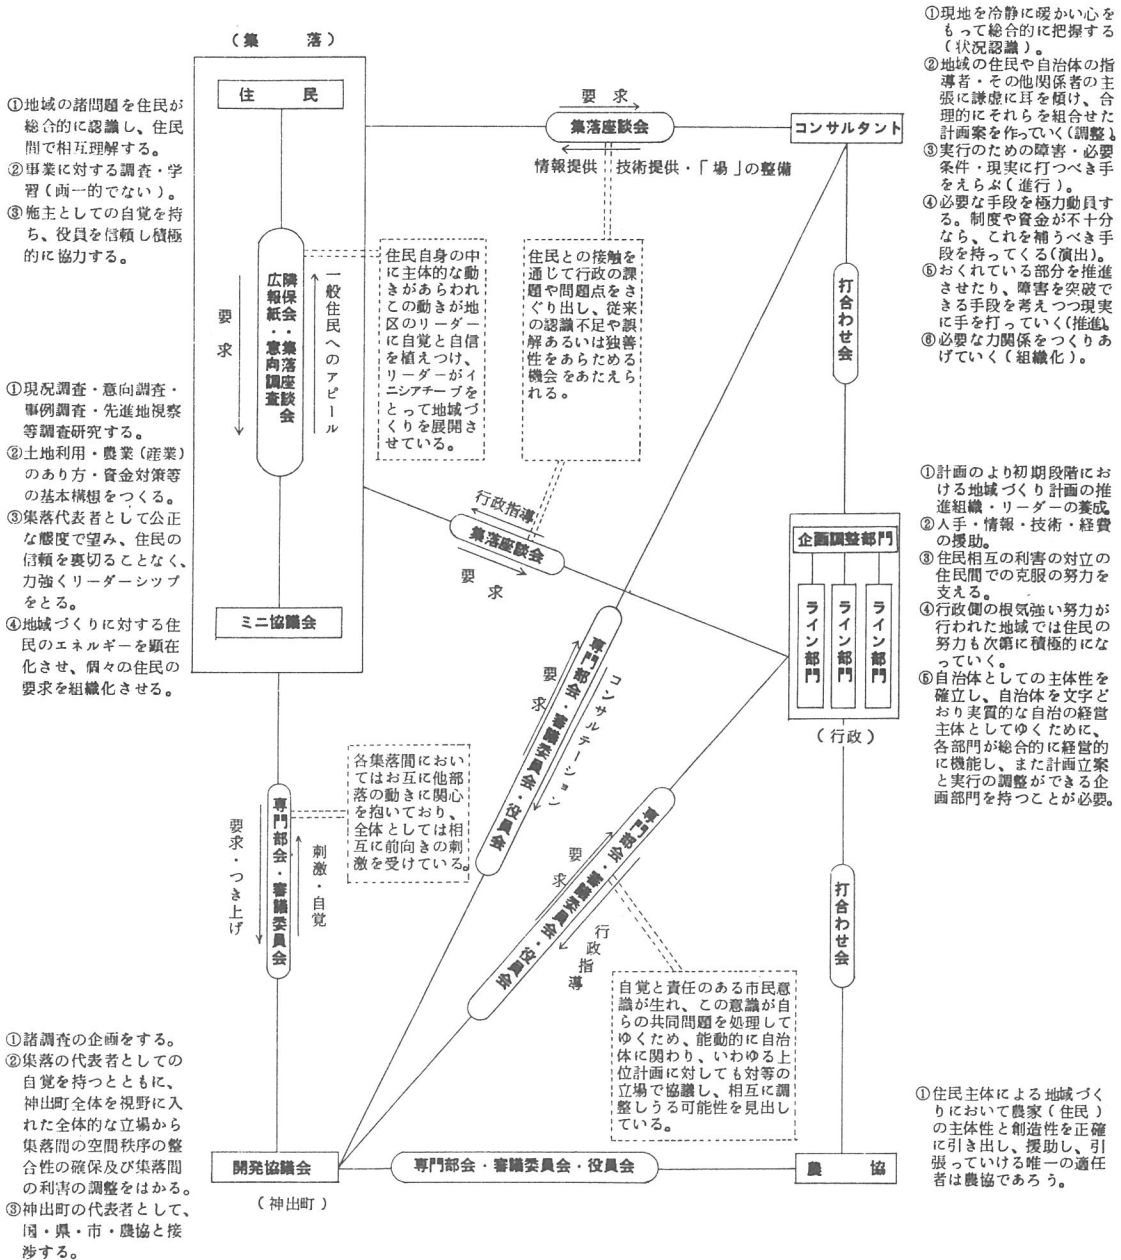 （集　　落）
住　　民
①地域の諸問題を住民が
総合的に認識し、住民
間で相互理解する。
②事業に対する調査・学
習（画一的でない）。
③施主としての自覚を持
ち、役員を信頼し積極
的に協力する。
要求
隣保会・集落座談会
広報紙・意向調査
一般住民へのアピール
住民自身の中
に主体的な動
きがあらわれ
この動きが地
区のリーダー
に自覚と自信
を植えつけ、
リーダーがイ
ニシアチーブを
とって地域づ
くりを展開さ
せている。
①現況調査・意向調査・
事例調査・先進地視察
等調査研究する。
②土地利用・農業（産業）
のあり方・資金対策等
の基本構想をつくる。
③集落代表者として公正
な態度で望み、住民の
信頼を裏切ることなく、
力強くリーダーシップ
をとる。
④地域づくりに対する住
民のエネルギーを顕在
化させ、個々の住民の
要求を組織化させる。
ミニ協議会
要求
集落座談会
情報提供・技術提供・「場」の整備
コンサルタント
①現地を冷静に暖かい心を
もって総合的に把握する
（状況認識）。
②地域の住民や自治体の指
導者・その他関係者の主
張に謙虚に耳を傾け、合
理的にそれらを組合せた
計画案を作っていく（調整）。
③実行のための障害・必要
条件・現実に打つべき手
をえらぶ（進行）。
④必要な手段を極力動員す
る。制度や資金が不十分
なら、これを補うべき手
段を持ってくる（演出）。
⑤おくれている部分を推進
させたり、障害を突破で
きる手段を考えつつ現実
に手を打っていく（推進）。
⑥必要な力関係をつくりあ
げていく（組織化）。
住民との接触を
通じて行政の課
題や問題点をさ
ぐり出し、従来
の認識不足や誤
解あるいは独善
性をあらためる
機会をあたえら
れる。
打合わせ会
行政指導
集落座談会
要求
企画調整部門
ライン部門
ライン部門
ライン部門
（行政）
①計画のより初期段階にお
ける地域づくり計画の推
進組織・リーダーの養成。
②人手・情報・技術・経費
の援助。
③住民相互の利害の対立の
住民間での克服の努力を
支える。
④行政側の根気強い努力が
行われた地域では住民の
努力も次第に積極的にな
っていく。
⑤自治体としての主体性を
確立し、自治体を文字ど
おり実質的な自治の経営
主体としてゆくために、
各部門が総合的に経営的
に機能し、また計画立案
と実行の調整ができる企
画部門を持つことが必要。
要求
専門部会・審議委員会・役員会
コンサルテーション
各集落間におい
てはお互に他部
落の動きに関心
を抱いており、
全体としては相
互に前向きの刺
激を受けている。
要求・つき上げ
専門部会・審議委員会
刺激・自覚
要求
専門部会・審議委員会・役員会
行政指導
打合わせ会
自覚と責任のある市民意
識が生れ、この意識が自
らの共同問題を処理して
ゆくため、能動的に自治
体に関わり、いわゆる上
位計画に対しても対等の
立場で協議し、相互に調
整しうる可能性を見出し
ている。
①諸調査の企画をする。
②集落の代表者としての
自覚を持つとともに、
神出町全体を視野に入
れた全体的な立場から
集落間の空間秩序の整
合性の確保及び集落間
の利害の調整をはかる。
③神出町の代表者として、
国・県・市・農協と接
渉する。
開発協議会
（神出町）
専門部会・審議委員会・役員会
農　　協
①住民主体による地域づく
りにおいて農家（住民）
の主体性と創造性を正確
に引き出し、援助し、引
張っていける唯一の適任
者は農協であろう。